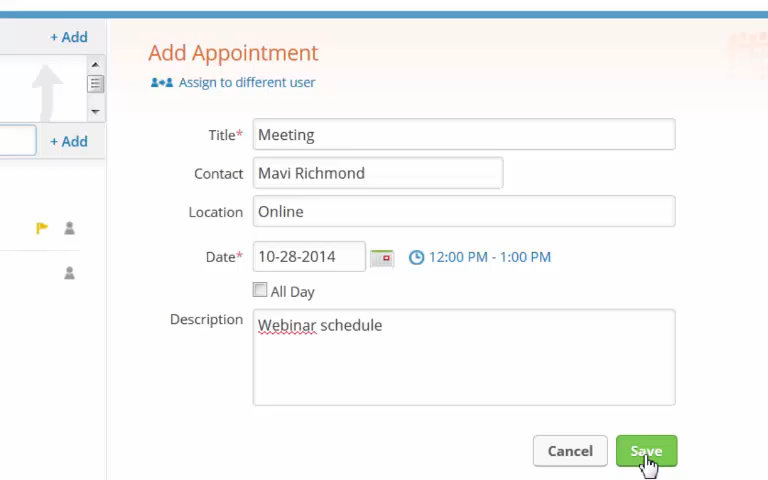 + Add
Add Appointment
Assign to different user
+ Add
Title* Meeting
Contact Mavi Richmond
Location Online
Date* 10-28-2014 12:00 PM - 1:00 PM
All Day
Description Webinar schedule
Cancel Save